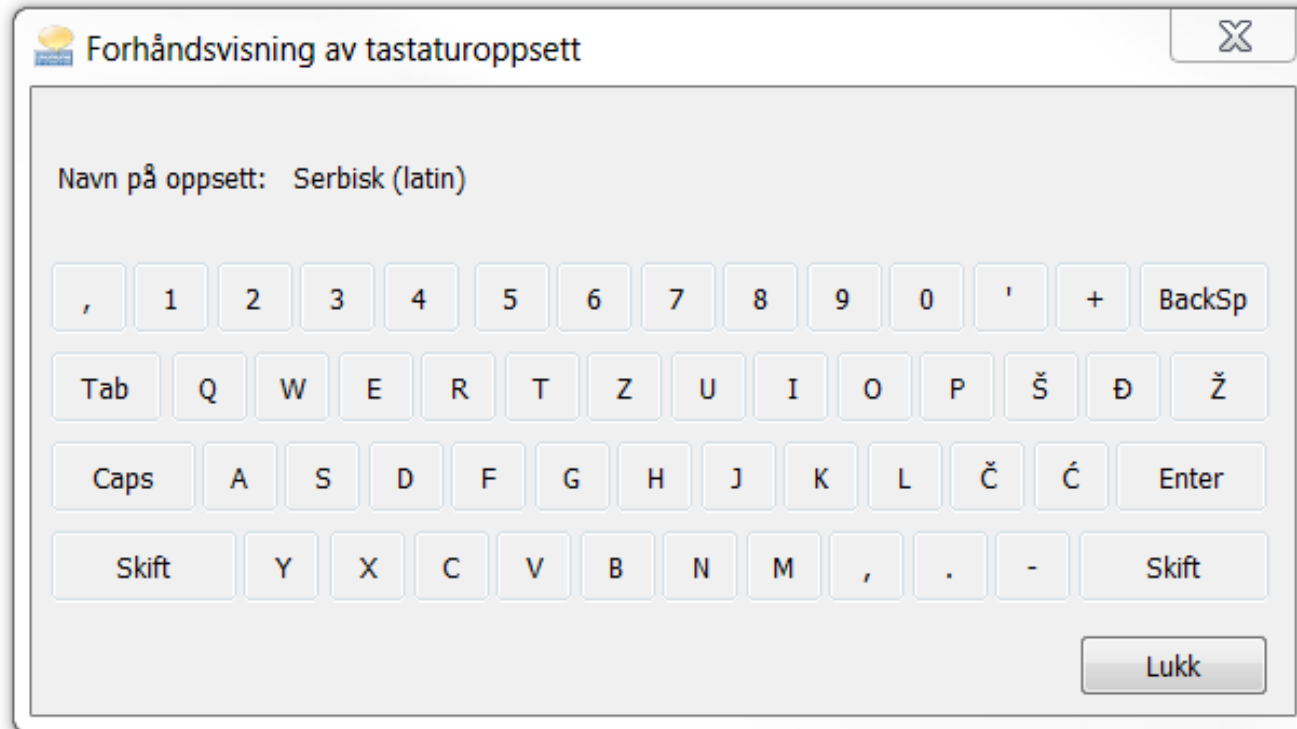 Forhåndsvisning av tastaturoppsett
Navn på oppsett: Serbisk (latin)
, 1 2 3 4 5 6 7 8 9 0 ' + BackSp
Tab Q W E R T Z U I O P Š Đ Ž
Caps A S D F G H J K L Č Ć Enter
Skift Y X C V B N M , . - Skift
Lukk